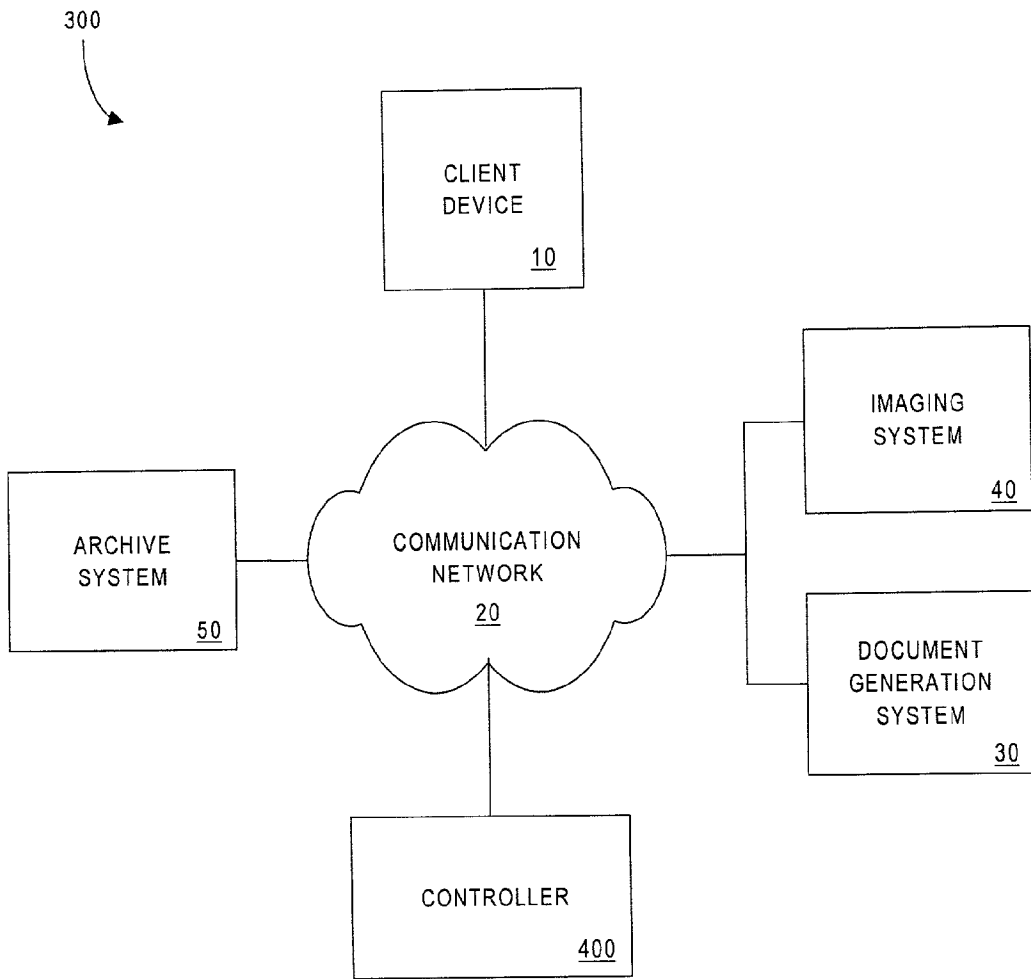 300
CLIENT
DEVICE
10
IMAGING
SYSTEM
40
ARCHIVE
SYSTEM
50
COMMUNICATION
NETWORK
20
DOCUMENT
GENERATION
SYSTEM
30
CONTROLLER
400